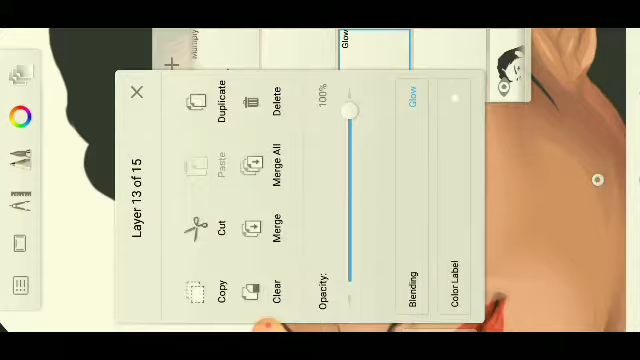 Multiply
Glow
Layer 13 of 15
Copy
Cut
Paste
Duplicate
Clear
Merge
Merge All
Delete
Opacity:
100%
Blending
Glow
Color Label